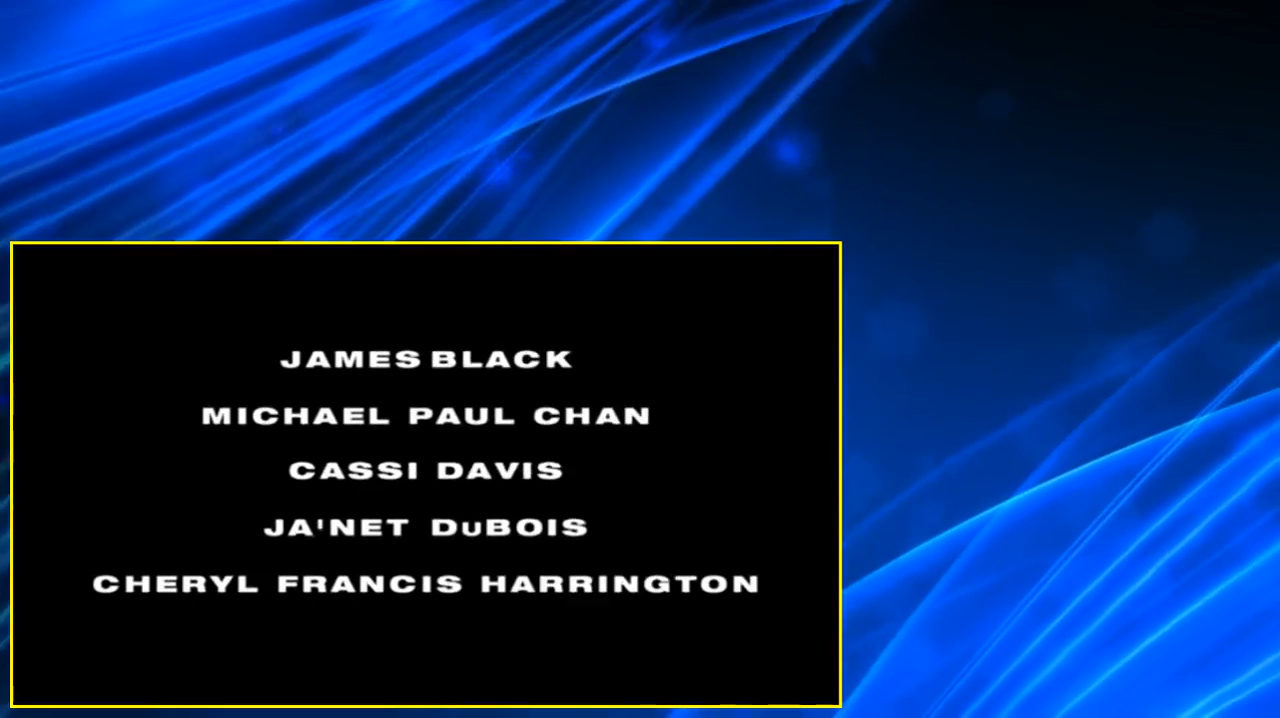 JAMES BLACK
MICHAEL PAUL CHAN
CASSI DAVIS
JA'NET DuBOIS
CHERYL FRANCIS HARRINGTON